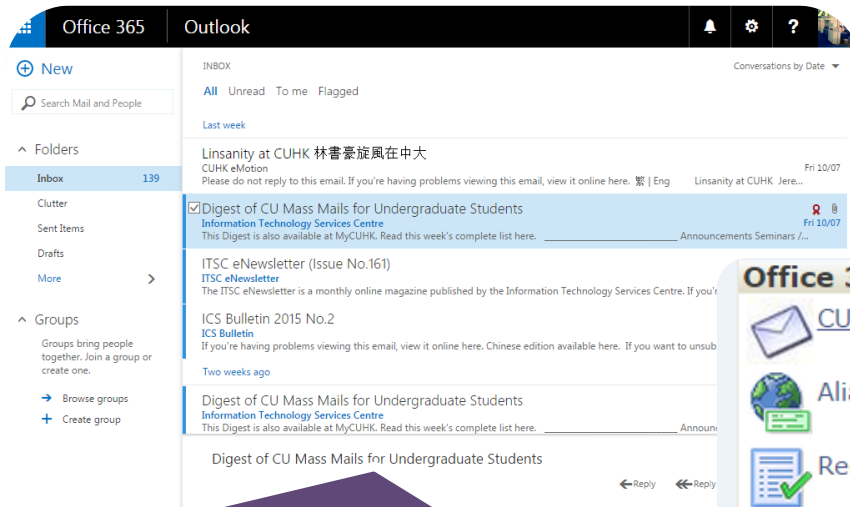 Office 365 Outlook ?
New
Search Mail and People
Folders
Inbox 139
Clutter
Sent Items
Drafts
More
Groups
Groups bring people
together. Join a group or
create one.
Browse groups
Create group
INBOX Conversations by Date
All Unread To me Flagged
Last week
Linsanity at CUHK 林書豪旋風在中大
CUHK eMotion Fri 10/07
Please do not reply to this email. If you're having problems viewing this email, view it online here. 繁 | Eng Linsanity at CUHK Jere...
Digest of CU Mass Mails for Undergraduate Students
Information Technology Services Centre Fri 10/07
This Digest is also available at MyCUHK. Read this week's complete list here. Announcements Seminars /...
ITSC eNewsletter (Issue No.161)
ITSC eNewsletter
The ITSC eNewsletter is a monthly online magazine published by the Information Technology Services Centre. If you'r
ICS Bulletin 2015 No.2
ICS Bulletin
If you're having problems viewing this email, view it online here. Chinese edition available here. If you want to unsub
Two weeks ago
Digest of CU Mass Mails for Undergraduate Students
Information Technology Services Centre
This Digest is also available at MyCUHK. Read this week's complete list here. Announ
Digest of CU Mass Mails for Undergraduate Students
Reply Reply
Office 3
CU
Alia
Re